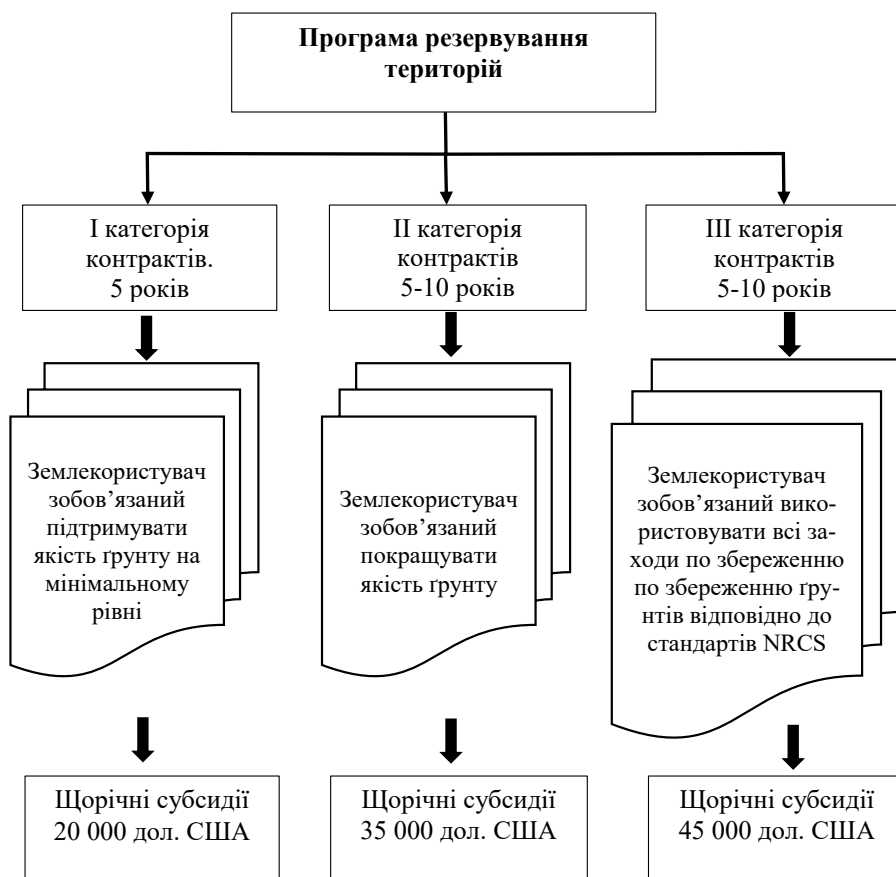 Програма резервування
територій
І категорія
контрактів.
5 років
ІІ категорія
контрактів
5-10 років
ІІІ категорія
контрактів
5-10 років
Землекористувач
зобов’язаний
підтримувати
якість ґрунту на
мінімальному
рівні
Землекористувач
зобов’язаний
покращувати
якість ґрунту
Землекористувач
зобов’язаний вико-
ристовувати всі за-
ходи по збереженню
по збереженню ґру-
нтів відповідно до
стандартів NRCS
Щорічні субсидії
20 000 дол. США
Щорічні субсидії
35 000 дол. США
Щорічні субсидії
45 000 дол. США